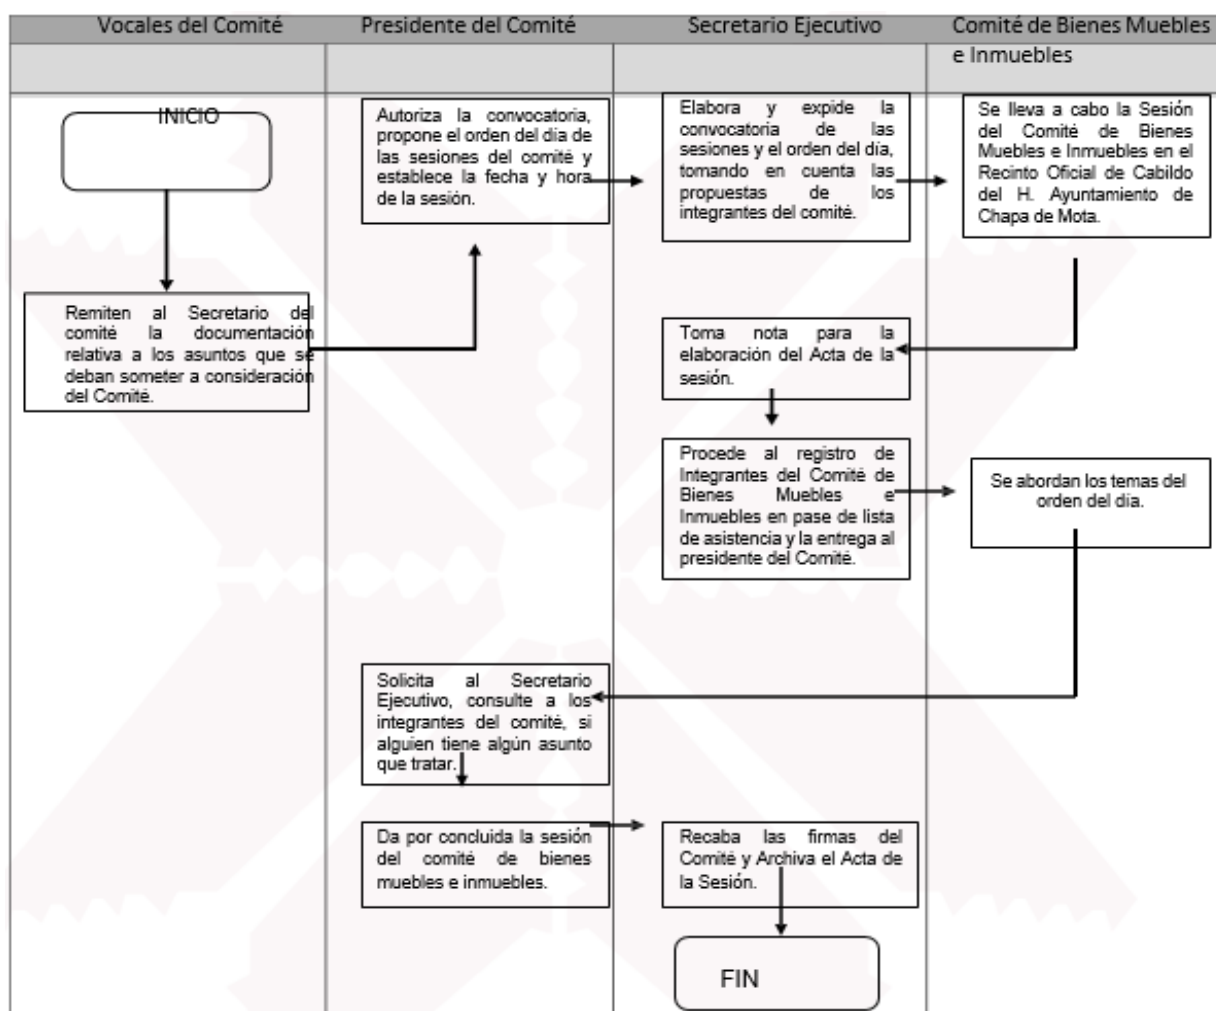 Vocales del Comité
Presidente del Comité
Secretario Ejecutivo
Comité de Bienes Muebles
e Inmuebles
INICIO
Remiten al Secretario del
comité la documentación
relativa a los asuntos que se
deban someter a consideración
del Comité.
Autoriza la convocatoria,
propone el orden del día de
las sesiones del comité y
establece la fecha y hora
de la sesión.
Elabora y expide la
convocatoria de las
sesiones y el orden del día,
tomando en cuenta las
propuestas de los
integrantes del comité.
Se lleva a cabo la Sesión
del Comité de Bienes
Muebles e Inmuebles en el
Recinto Oficial de Cabildo
del H. Ayuntamiento de
Chapa de Mota.
Toma nota para la
elaboración del Acta de la
sesión.
Procede al registro de
Integrantes del Comité de
Bienes Muebles e
Inmuebles en pase de lista
de asistencia y la entrega al
presidente del Comité.
Se abordan los temas del
orden del día.
Solicita al Secretario
Ejecutivo, consulte a los
integrantes del comité, si
alguien tiene algún asunto
que tratar.
Da por concluida la sesión
del comité de bienes
muebles e inmuebles.
Recaba las firmas del
Comité y Archiva el Acta de
la Sesión.
FIN